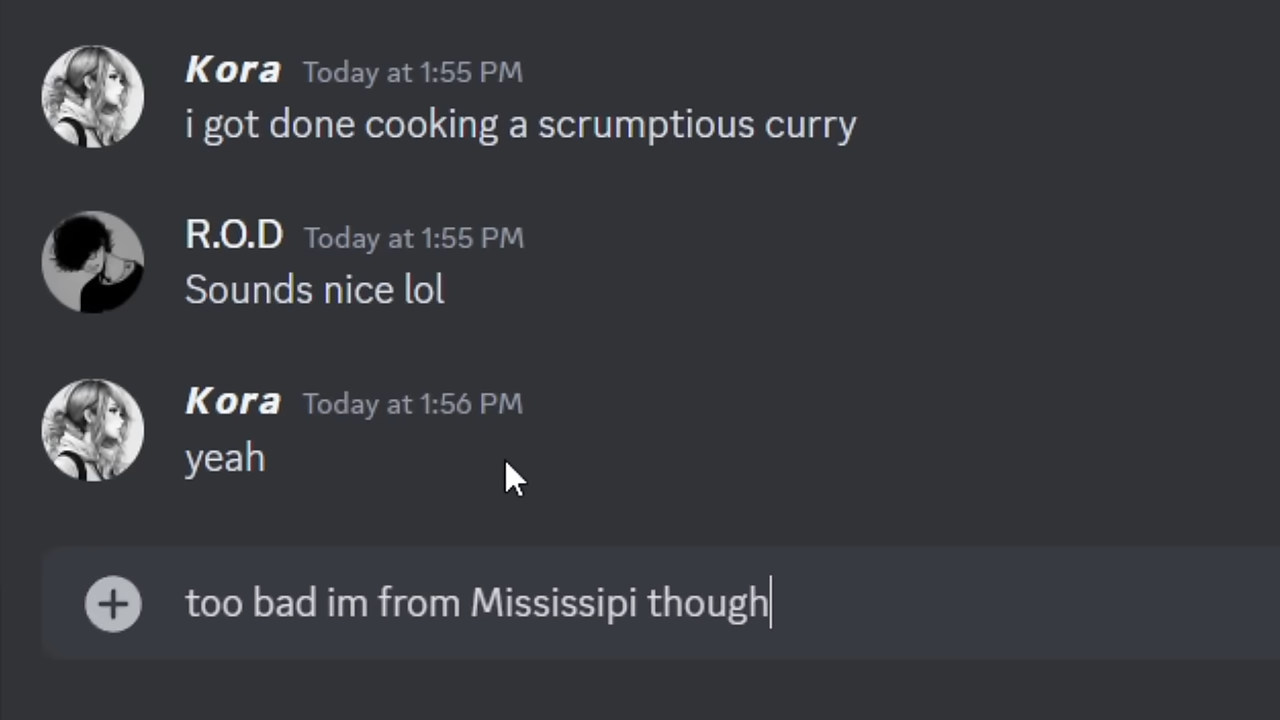 Kora Today at 1:55 PM
i got done cooking a scrumptious curry
R.O.D Today at 1:55 PM
Sounds nice lol
Kora Today at 1:56 PM
yeah
too bad im from Mississipi though